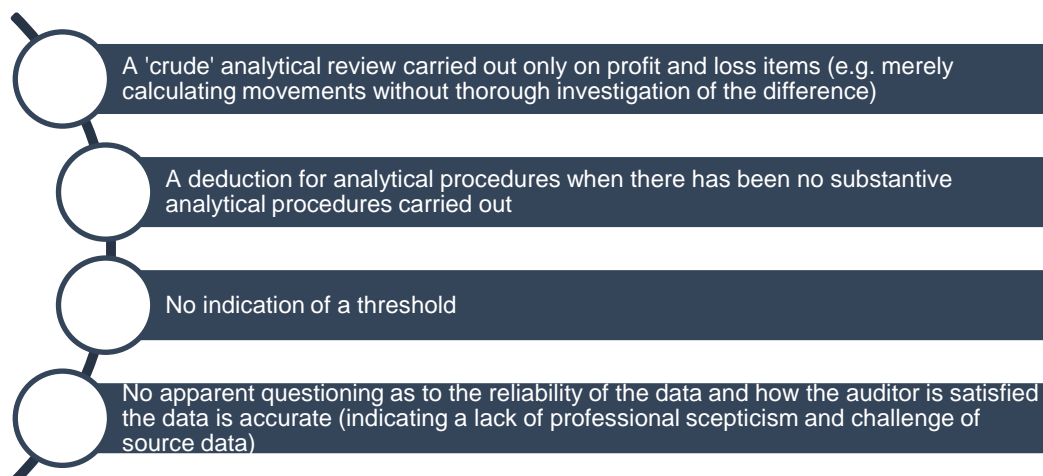 A 'crude' analytical review carried out only on profit and loss items (e.g. merely
calculating movements without thorough investigation of the difference)
A deduction for analytical procedures when there has been no substantive
analytical procedures carried out
No indication of a threshold
No apparent questioning as to the reliability of the data and how the auditor is satisfied
the data is accurate (indicating a lack of professional scepticism and challenge of
source data)